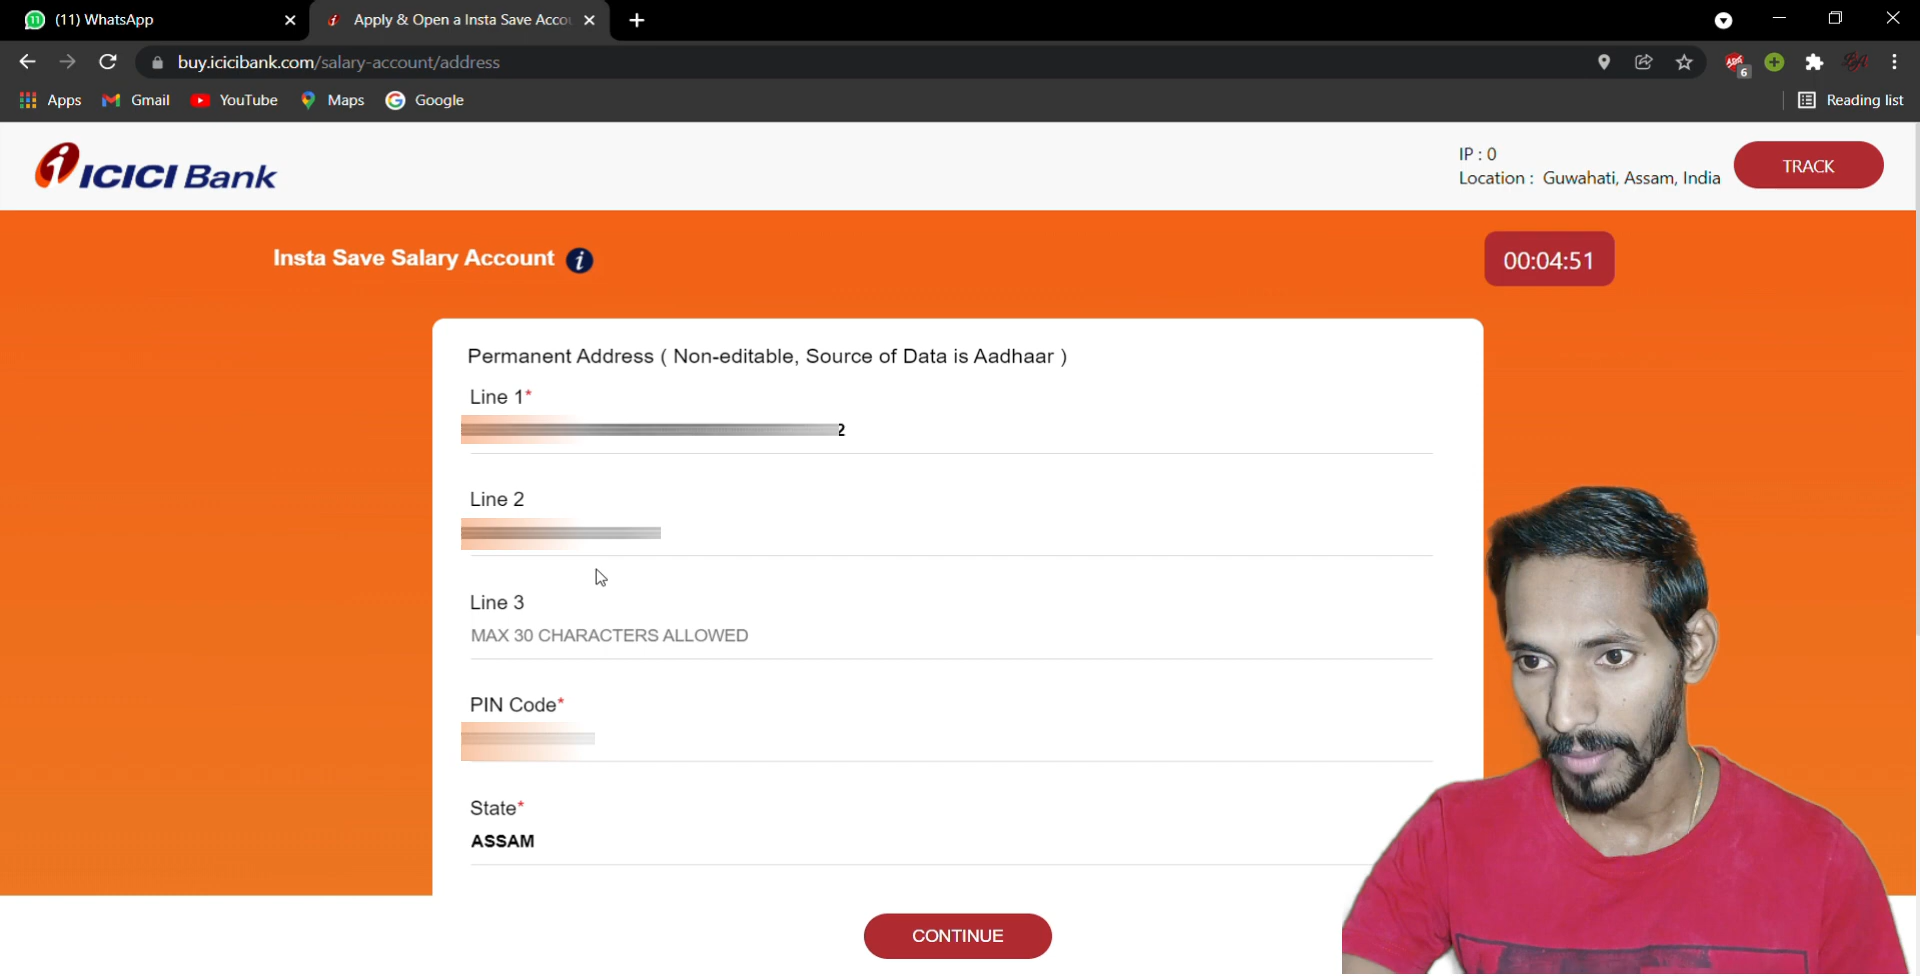 (11) WhatsApp
Apply & Open a Insta Save Accou
buy.icicibank.com/salary-account/address
6
Apps
Gmail
YouTube
Maps
Google
Reading list
ICICI Bank
IP : 0
Location : Guwahati, Assam, India
TRACK
Insta Save Salary Account i
00:04:51
Permanent Address ( Non-editable, Source of Data is Aadhaar )
Line 1*
2
Line 2
Line 3
MAX 30 CHARACTERS ALLOWED
PIN Code*
State*
ASSAM
CONTINUE